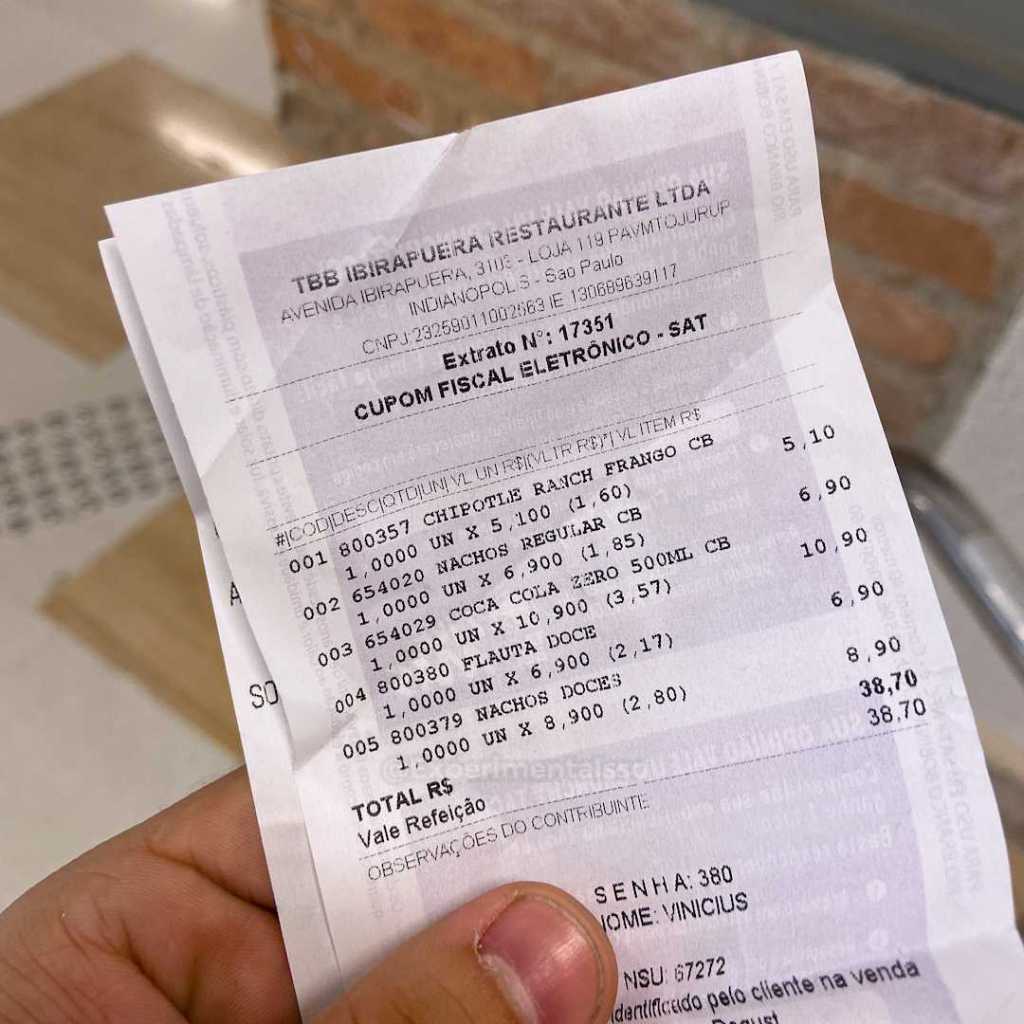 TBB IBIRAPUERA RESTAURANTE LTDA
AVENIDA IBIRAPUERA, 3103 - LOJA 119 PAVMTOJURUP
INDIANOPOLIS - Sao Paulo
CNPJ 23259011002563 IE 130689639117
Extrato N°: 17351
CUPOM FISCAL ELETRÔNICO - SAT
#|COD|DESC|QTD|UN| VL UN R$|(VLTR R$)*| VL ITEM R$
001 800357 CHIPOTLE RANCH FRANGO CB
1,0000 UN X 5,100 (1,60) 5,10
002 654020 NACHOS REGULAR CB
1,0000 UN X 6,900 (1,85) 6,90
003 654029 COCA COLA ZERO 500ML CB
1,0000 UN X 10,900 (3,57) 10,90
004 800380 FLAUTA DOCE
1,0000 UN X 6,900 (2,17) 6,90
005 800379 NACHOS DOCES
1,0000 UN X 8,900 (2,80) 8,90
TOTAL R$ 38,70
Vale Refeição 38,70
OBSERVAÇÕES DO CONTRIBUINTE
SENHA: 380
NOME: VINICIUS
NSU: 67272
identificado pelo cliente na venda